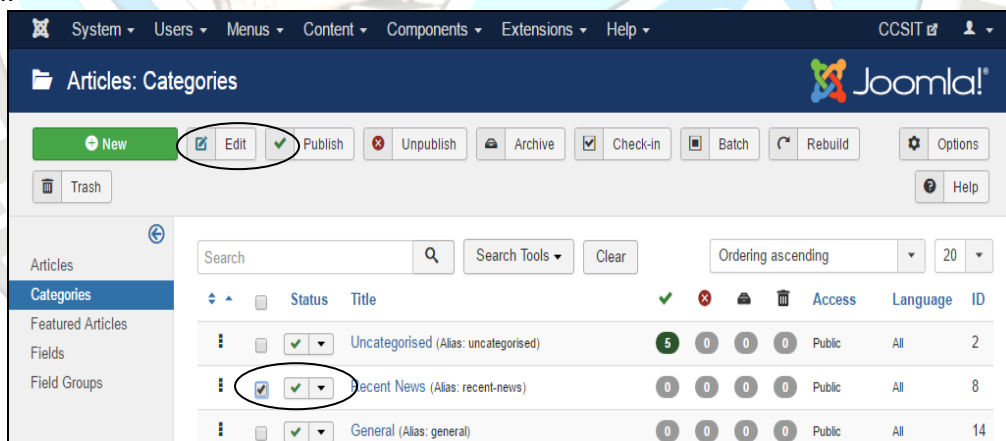 System Users Menus Content Components Extensions Help CCSIT
Articles: Categories Joomla!®
New Edit Publish Unpublish Archive Check-in Batch Rebuild Options
Trash Help
Search Search Tools Clear Ordering ascending 20
Articles
Categories
Featured Articles
Fields
Field Groups
Status Title Access Language ID
Uncategorised (Alias: uncategorised) 5 0 0 0 Public All 2
Recent News (Alias: recent-news) 0 0 0 0 Public All 8
General (Alias: general) 0 0 0 0 Public All 14